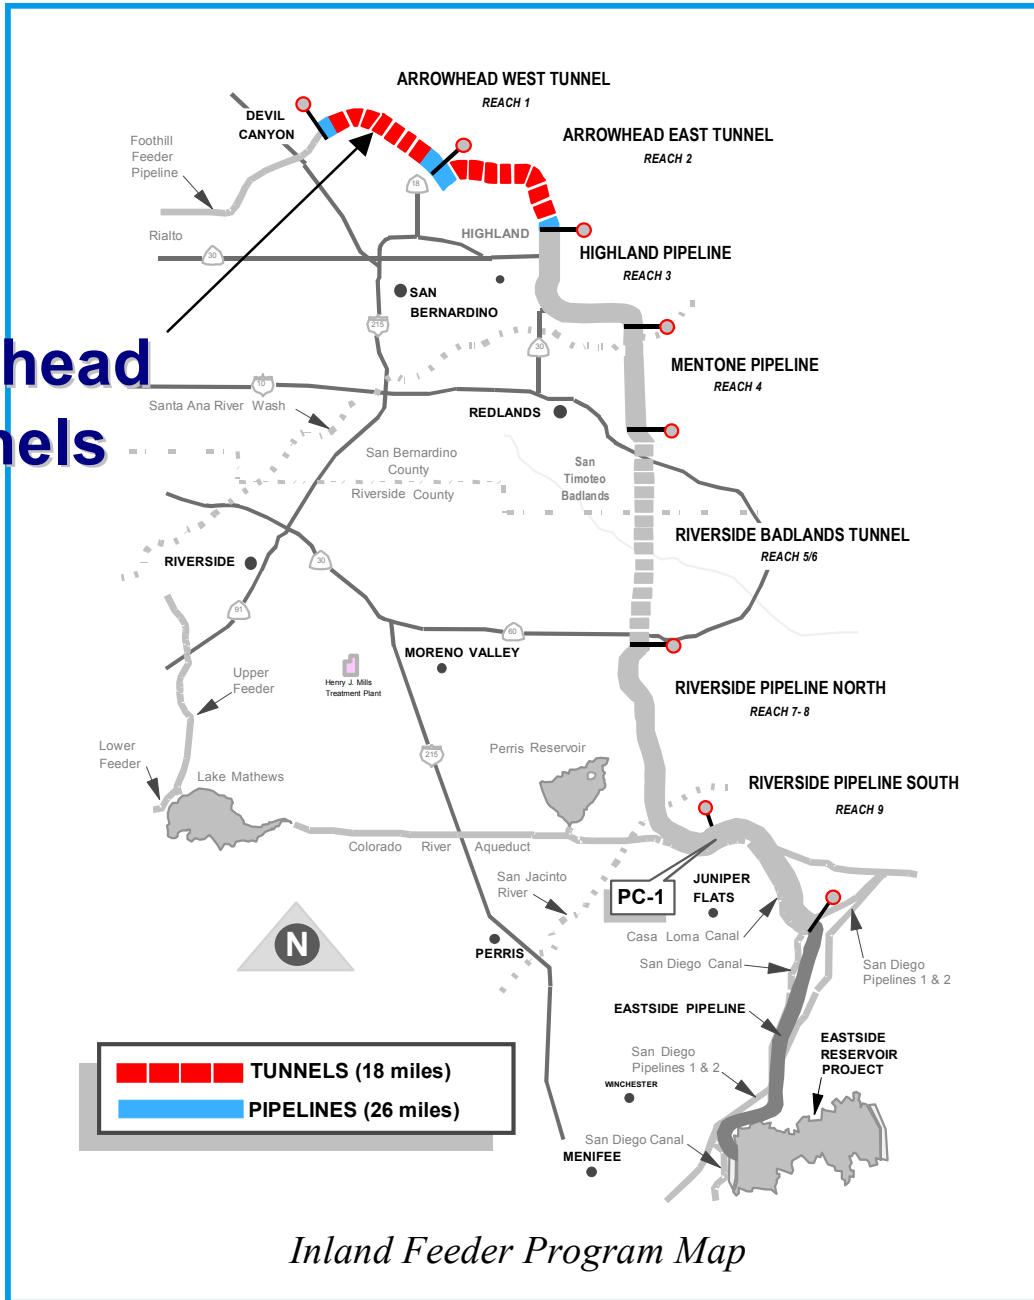 ARROWHEAD WEST TUNNEL
REACH 1
DEVIL
CANYON
ARROWHEAD EAST TUNNEL
REACH 2
Foothill
Feeder
Pipeline
18
HIGHLAND
Rialto
30
HIGHLAND PIPELINE
REACH 3
SAN
BERNARDINO
215
30
head
nels
MENTONE PIPELINE
REACH 4
10
Santa Ana River Wash
REDLANDS
San Bernardino
County
Riverside County
San
Timoteo
Badlands
RIVERSIDE BADLANDS TUNNEL
REACH 5/6
RIVERSIDE
30
91
60
MORENO VALLEY
Henry J. Mills
Treatment Plant
Upper
Feeder
RIVERSIDE PIPELINE NORTH
REACH 7- 8
215
Lower
Feeder
Lake Mathews
Perris Reservoir
RIVERSIDE PIPELINE SOUTH
REACH 9
Colorado River Aqueduct
San Jacinto
River
PC-1
JUNIPER
FLATS
Casa Loma Canal
N
PERRIS
San Diego Canal
San Diego
Pipelines 1 & 2
EASTSIDE PIPELINE
EASTSIDE
RESERVOIR
PROJECT
San Diego
Pipelines 1 & 2
WINCHESTER
TUNNELS (18 miles)
PIPELINES (26 miles)
San Diego Canal
MENIFEE
Inland Feeder Program Map